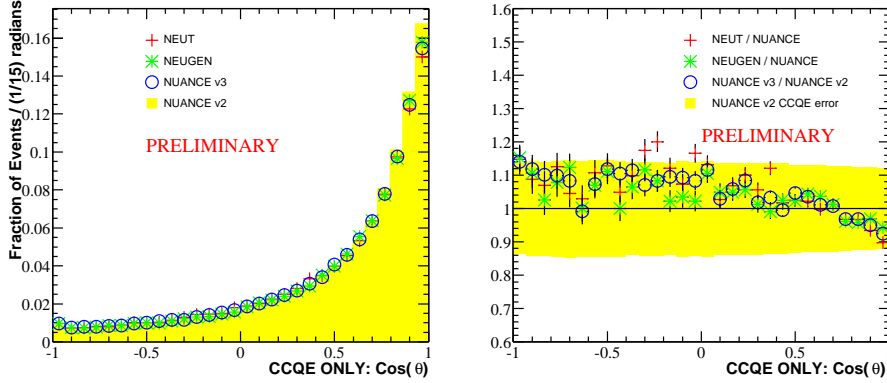 Fraction of Events / (1/15) radians
0.16
0.14
0.12
0.1
0.08
0.06
0.04
0.02
0
NEUT
NEUGEN
NUANCE v3
NUANCE v2
PRELIMINARY
-1 -0.5 0 0.5 1
CCQE ONLY: Cos( θ)
1.6
1.5
1.4
1.3
1.2
1.1
1
0.9
0.8
0.7
0.6
NEUT / NUANCE
NEUGEN / NUANCE
NUANCE v3 / NUANCE v2
NUANCE v2 CCQE error
PRELIMINARY
-1 -0.5 0 0.5 1
CCQE ONLY: Cos( θ)